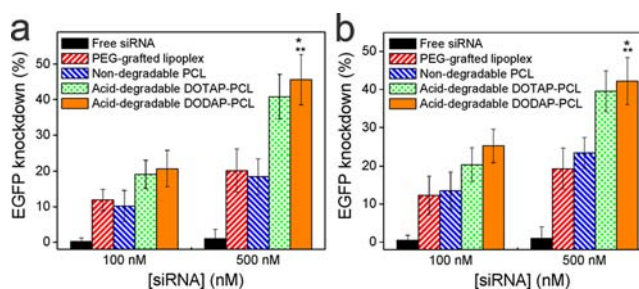 a
EGFP knockdown (%)
60
40
20
0
Free siRNA
PEG-grafted lipoplex
Non-degradable PCL
Acid-degradable DOTAP-PCL
Acid-degradable DODAP-PCL
*
**
100 nM
500 nM
[siRNA] (nM)
b
EGFP knockdown (%)
50
40
30
20
10
0
Free siRNA
PEG-grafted lipoplex
Non-degradable PCL
Acid-degradable DOTAP-PCL
Acid-degradable DODAP-PCL
*
**
100 nM
500 nM
[siRNA] (nM)